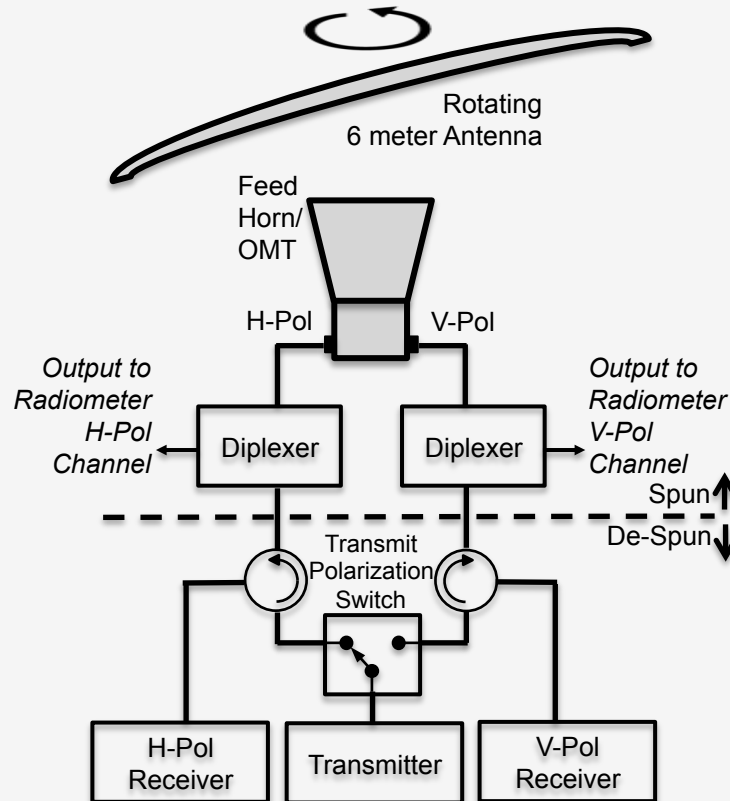 Rotating
6 meter Antenna
Feed
Horn/
OMT
H-Pol
V-Pol
Output to
Radiometer
H-Pol
Channel
Output to
Radiometer
V-Pol
Channel
Diplexer
Diplexer
Spun
De-Spun
Transmit
Polarization
Switch
H-Pol
Receiver
Transmitter
V-Pol
Receiver